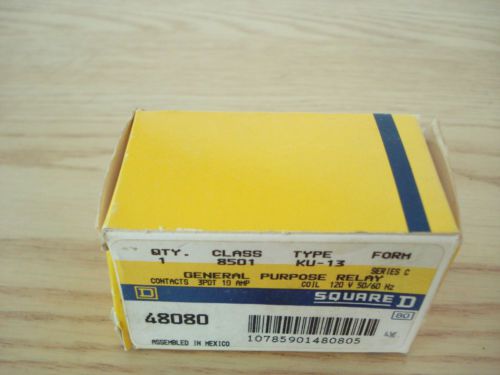 QTY. CLASS TYPE FORM
1 8501 KU-13
SERIES C
GENERAL PURPOSE RELAY
CONTACTS 3PDT 10 AMP COIL 120 V 50/60 Hz
D SQUARE D
48080
80
ASSEMBLED IN MEXICO
10785901480805